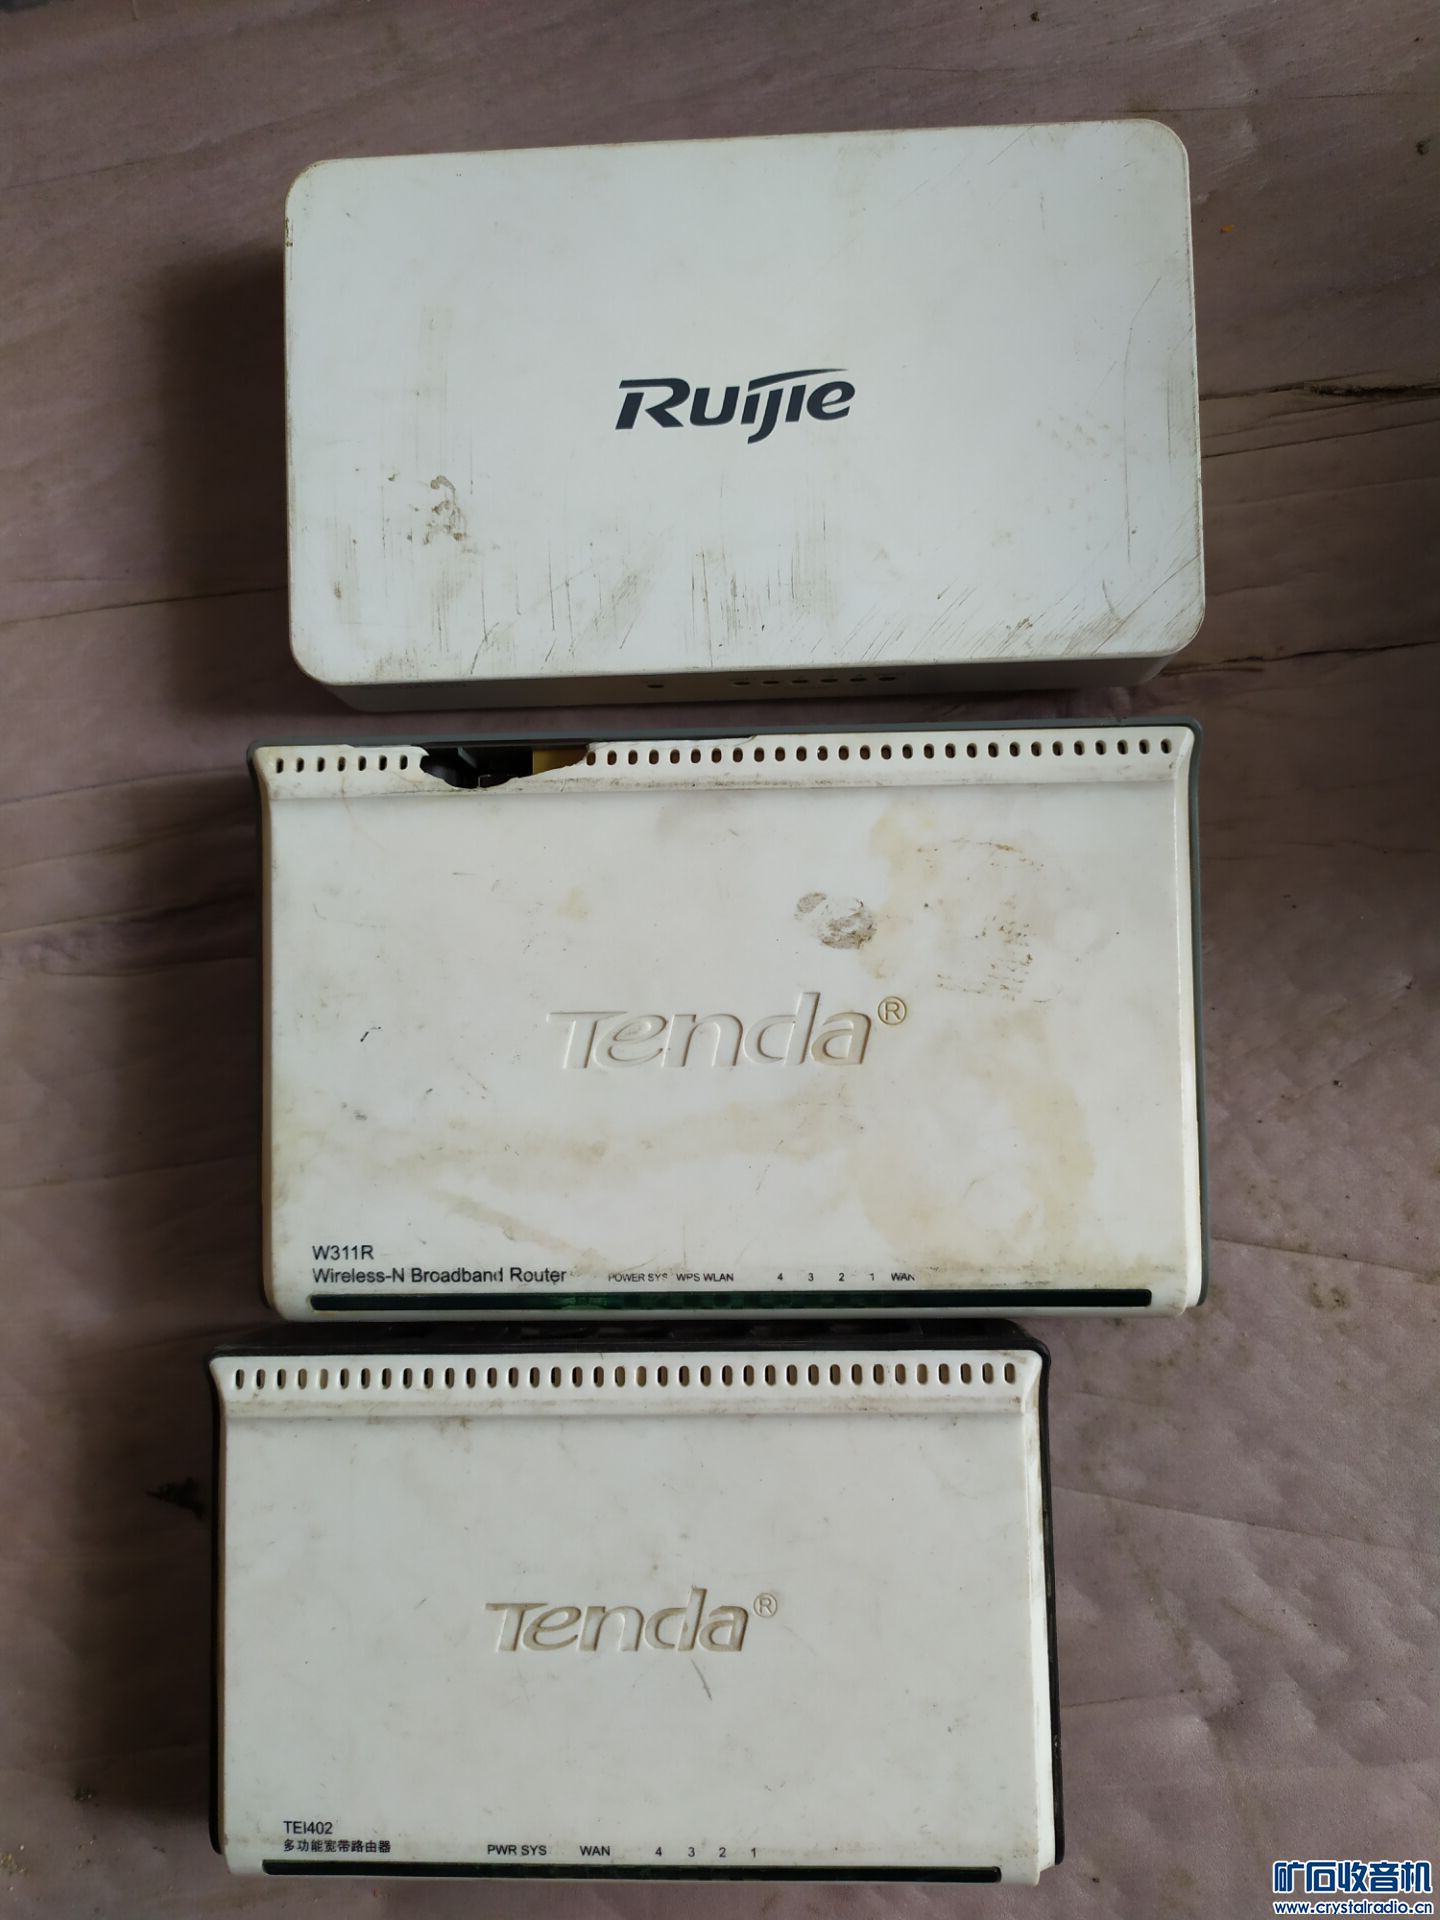 Ruijie
Tenda®
W311R
Wireless-N Broadband Router
POWER SYS WPS WLAN 4 3 2 1 WAN
Tenda®
TEI402
多功能宽带路由器
PWR SYS WAN 4 3 2 1
矿石收音机
www.crystalradio.cn